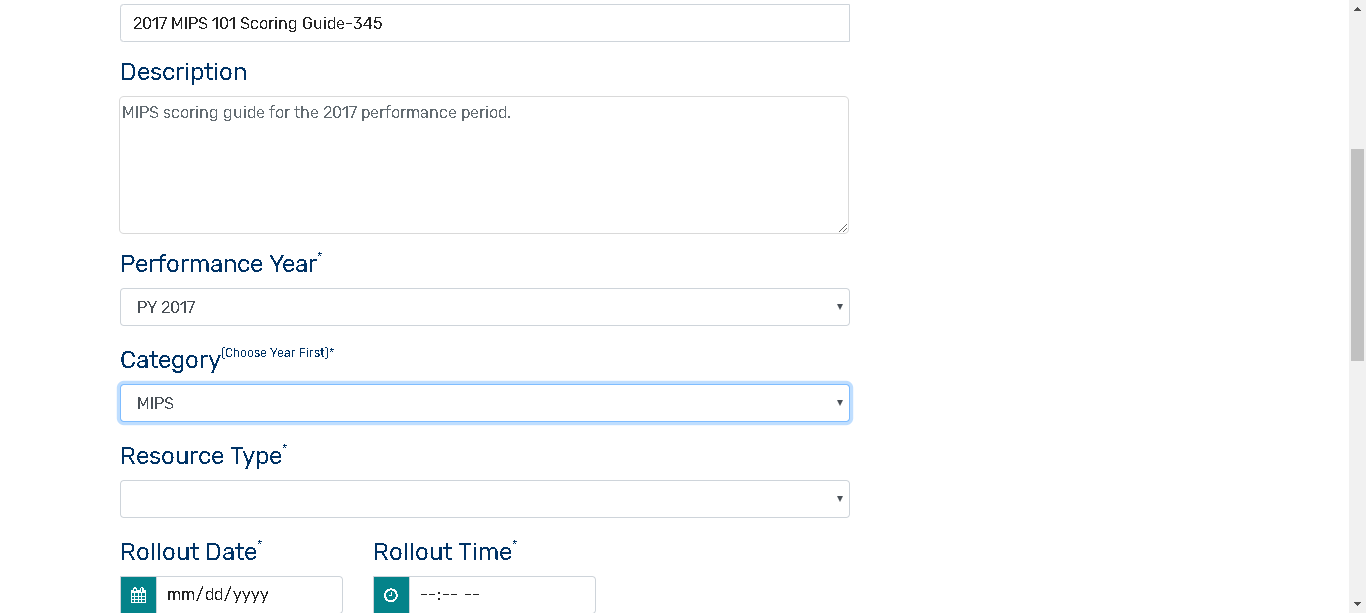 2017 MIPS 101 Scoring Guide-345
Description
MIPS scoring guide for the 2017 performance period.
Performance Year*
PY 2017
Category(Choose Year First)*
MIPS
Resource Type*
Rollout Date* Rollout Time*
mm/dd/yyyy --:-- --